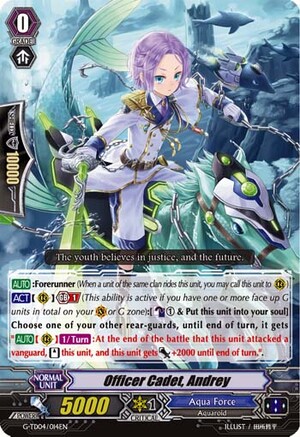 0
GRADE
10000
The youth believes in justice, and the future.
AUTO :Forerunner (When a unit of the same clan rides this unit, you may call this unit to )
ACT [ ] GB 1 (This ability is active if you have one or more face up G
units in total on your or G zone):[ ① & Put this unit into your soul]
Choose one of your other rear-guards, until end of turn, it gets
"AUTO [ ] 1/Turn :At the end of the battle that this unit attacked a
vanguard, [ this unit, and this unit gets +2000 until end of turn.".
NORMAL
UNIT
Officer Cadet, Andrey
POWER
5000
1
CRITICAL
Aqua Force
Aquaroid
G-TD04/014EN
ILLUST /